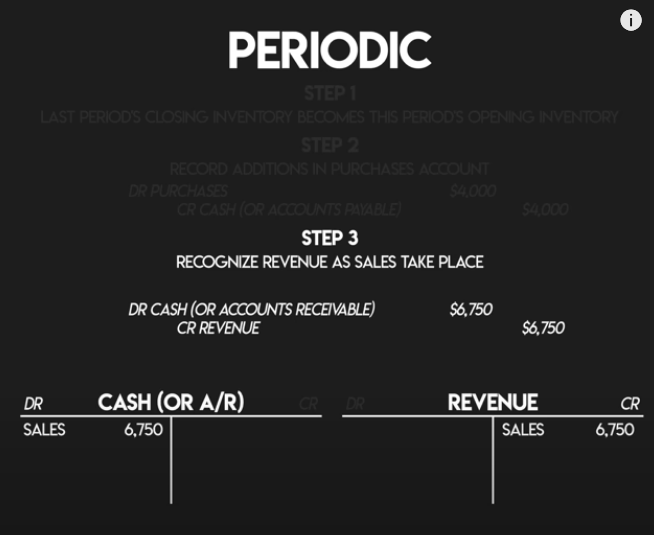 i
PERIODIC
STEP 1
LAST PERIOD'S CLOSING INVENTORY BECOMES THIS PERIOD'S OPENING INVENTORY
STEP 2
RECORD ADDITIONS IN PURCHASES ACCOUNT
DR PURCHASES $4,000
CR CASH (OR ACCOUNTS PAYABLE) $4,000
STEP 3
RECOGNIZE REVENUE AS SALES TAKE PLACE
DR CASH (OR ACCOUNTS RECEIVABLE) $6,750
CR REVENUE $6,750
DR CASH (OR A/R) CR DR REVENUE CR
SALES 6,750 SALES 6,750